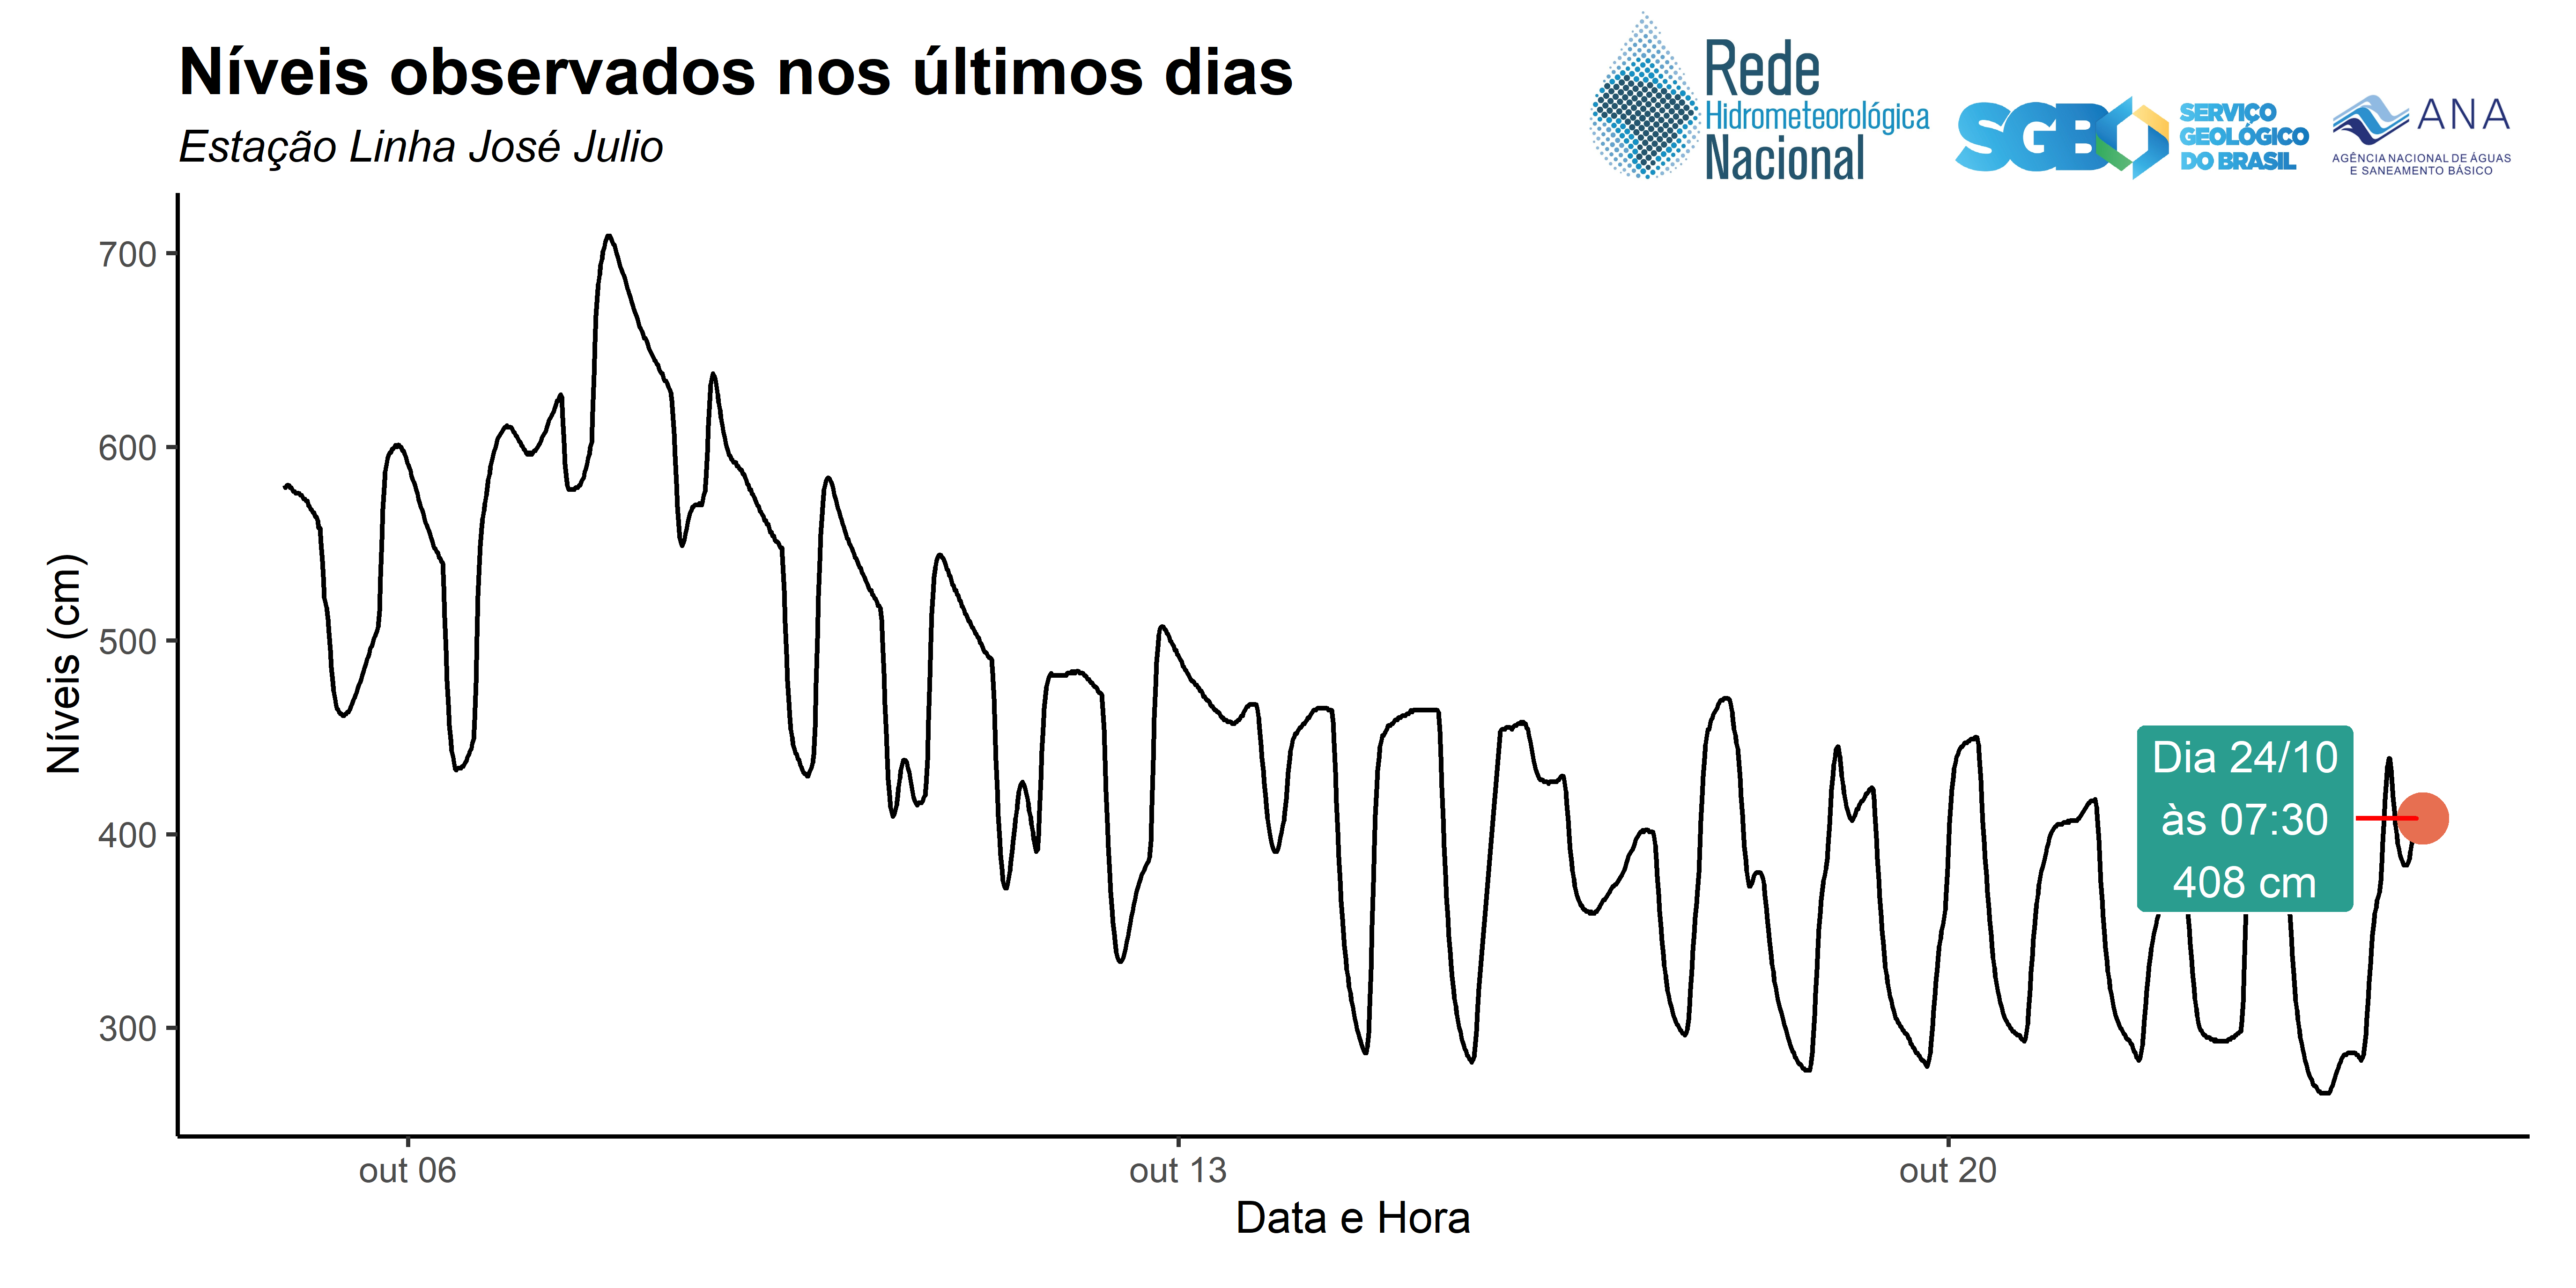 Níveis observados nos últimos dias
Estação Linha José Julio
Rede
Hidrometeorológica
Nacional
SGB
SERVIÇO
GEOLÓGICO
DO BRASIL
ANA
AGÊNCIA NACIONAL DE ÁGUAS
E SANEAMENTO BÁSICO
Níveis (cm)
700
600
500
400
300
Dia 24/10
às 07:30
408 cm
out 06
out 13
out 20
Data e Hora